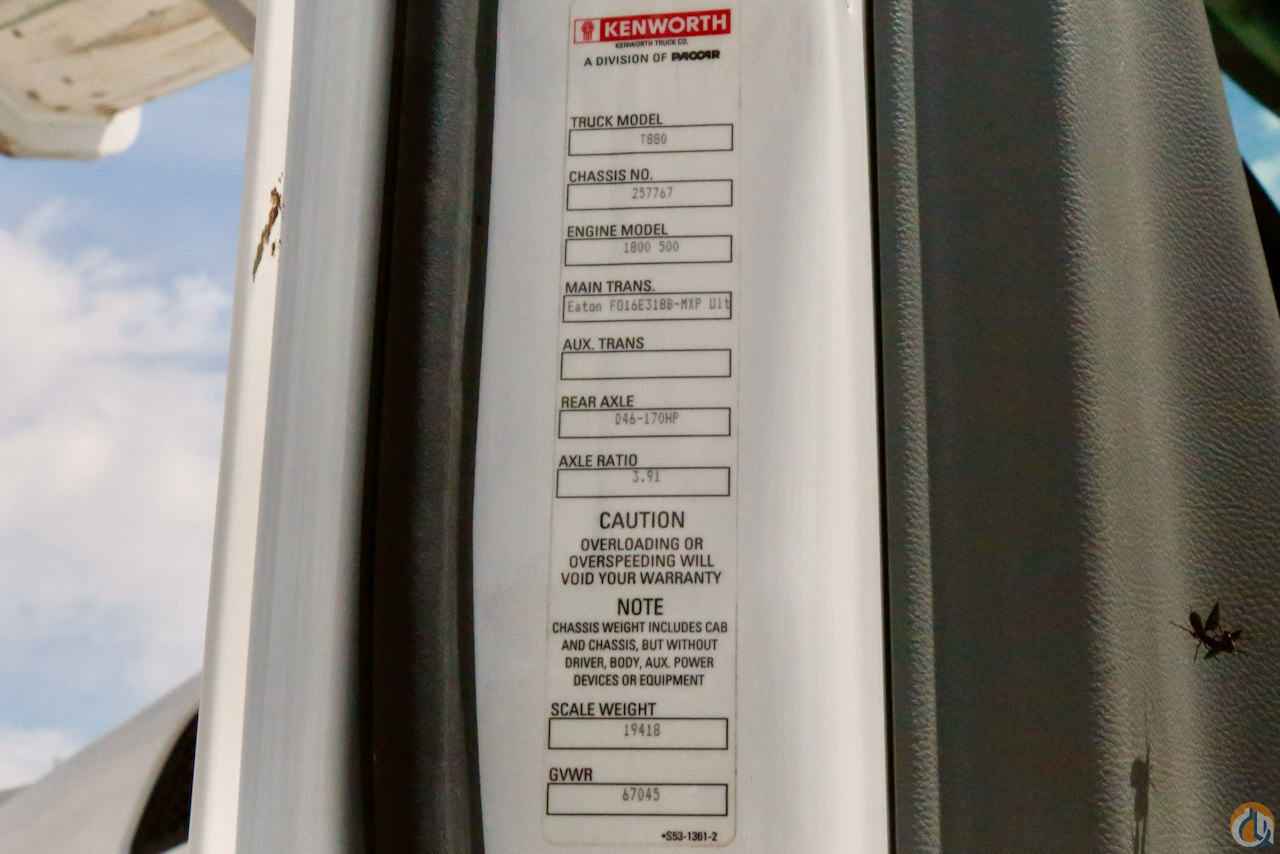 KENWORTH
KENWORTH TRUCK CO.
A DIVISION OF PACCAR
TRUCK MODEL
T880
CHASSIS NO.
257767
ENGINE MODEL
1800 500
MAIN TRANS.
Eaton FO16E318B-MXP Ult
AUX. TRANS
REAR AXLE
D46-170HP
AXLE RATIO
3.91
CAUTION
OVERLOADING OR
OVERSPEEDING WILL
VOID YOUR WARRANTY
NOTE
CHASSIS WEIGHT INCLUDES CAB
AND CHASSIS, BUT WITHOUT
DRIVER, BODY, AUX. POWER
DEVICES OR EQUIPMENT
SCALE WEIGHT
19418
GVWR
67045
•S53-1361-2